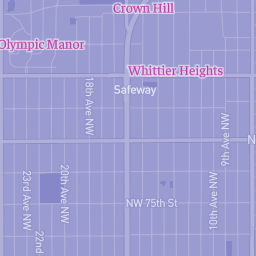 Crown Hill
Olympic Manor
Whittier Heights
Safeway
18th Ave NW
9th Ave NW
N
20th Ave NW
23rd Ave NW
10th Ave NW
NW 75th St
22nd